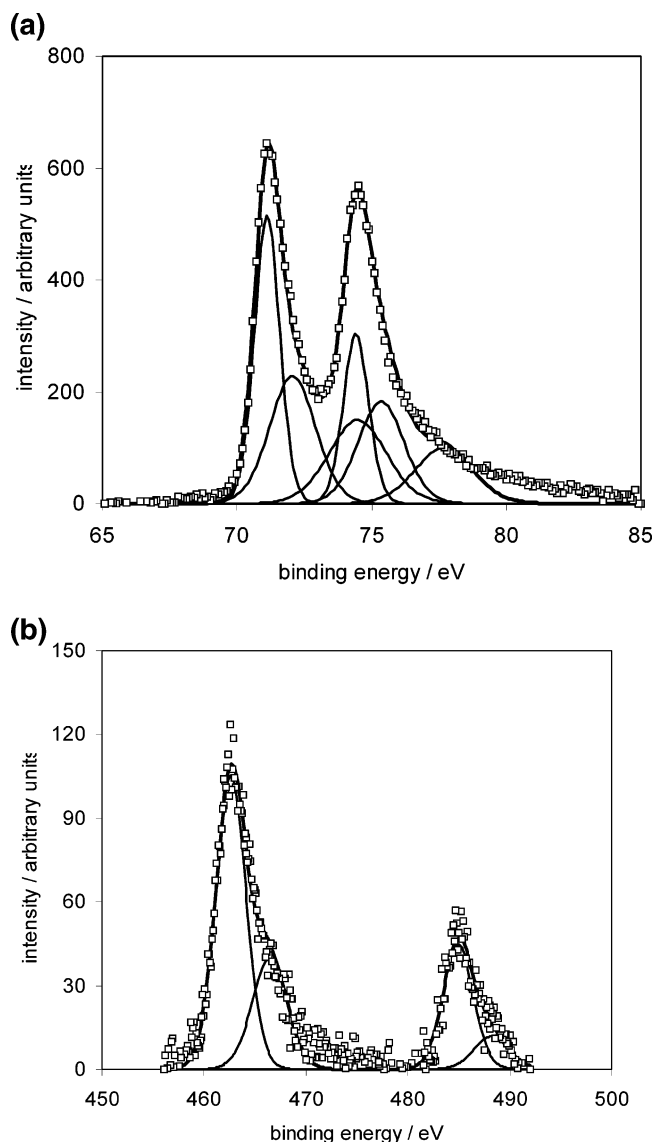 (a)
800
600
400
200
0
65 70 75 80 85
intensity / arbitrary units
binding energy / eV
(b)
150
120
90
60
30
0
450 460 470 480 490 500
intensity / arbitrary units
binding energy / eV